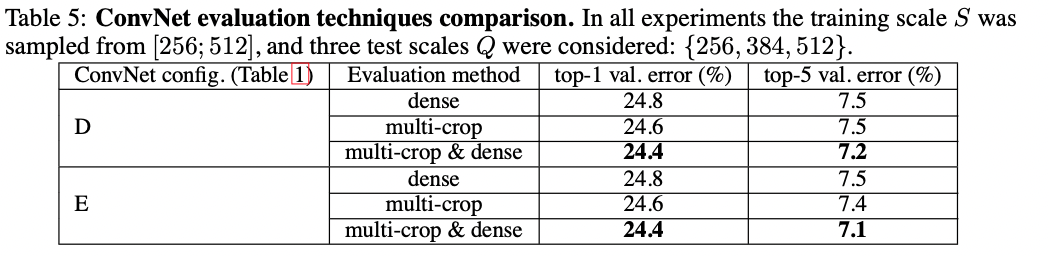 Table 5: ConvNet evaluation techniques comparison. In all experiments the training scale S was
sampled from [256; 512], and three test scales Q were considered: {256, 384, 512}.
ConvNet config. (Table 1) Evaluation method top-1 val. error (%) top-5 val. error (%)
D dense 24.8 7.5
multi-crop 24.6 7.5
multi-crop & dense 24.4 7.2
E dense 24.8 7.5
multi-crop 24.6 7.4
multi-crop & dense 24.4 7.1